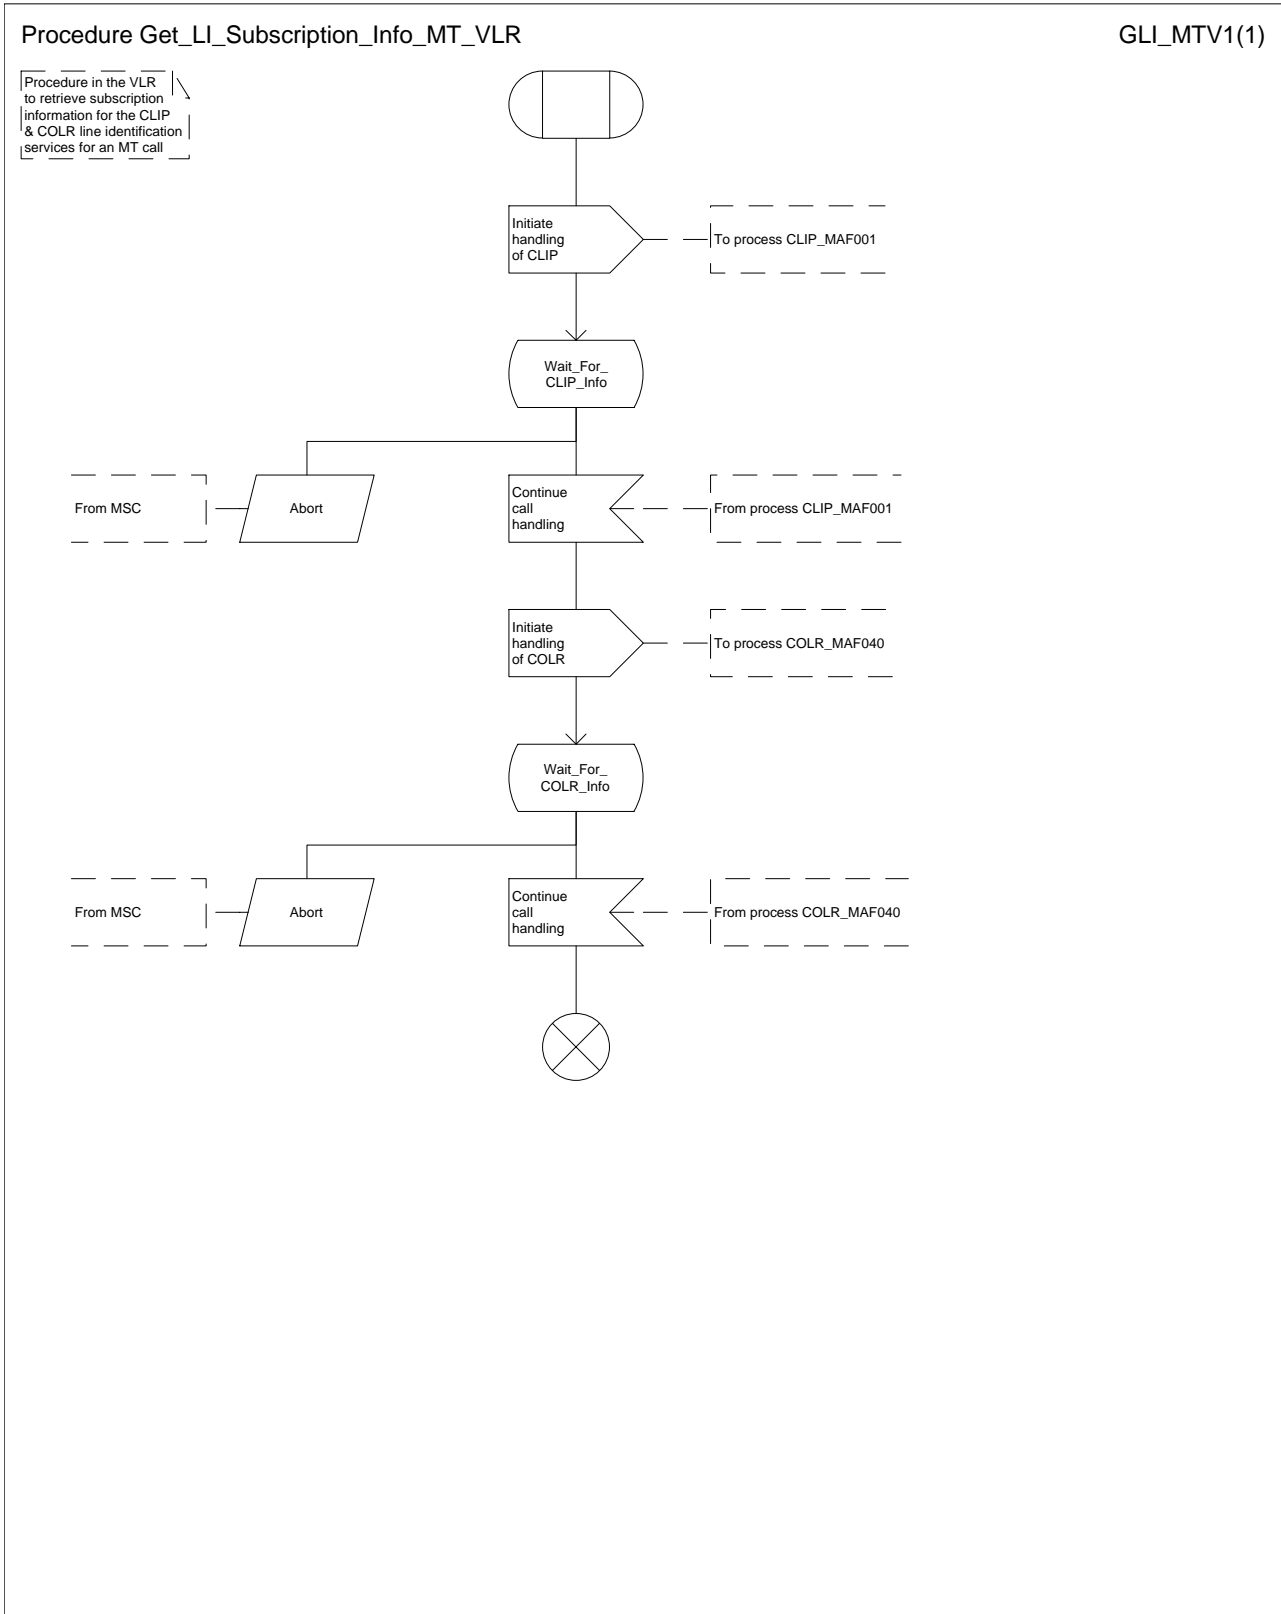 Procedure Get_LI_Subscription_Info_MT_VLR
GLI_MTV1(1)
Procedure in the VLR
to retrieve subscription
information for the CLIP
& COLR line identification
services for an MT call
Initiate
handling
of CLIP
To process CLIP_MAF001
Wait_For_
CLIP_Info
From MSC
Abort
Continue
call
handling
From process CLIP_MAF001
Initiate
handling
of COLR
To process COLR_MAF040
Wait_For_
COLR_Info
From MSC
Abort
Continue
call
handling
From process COLR_MAF040